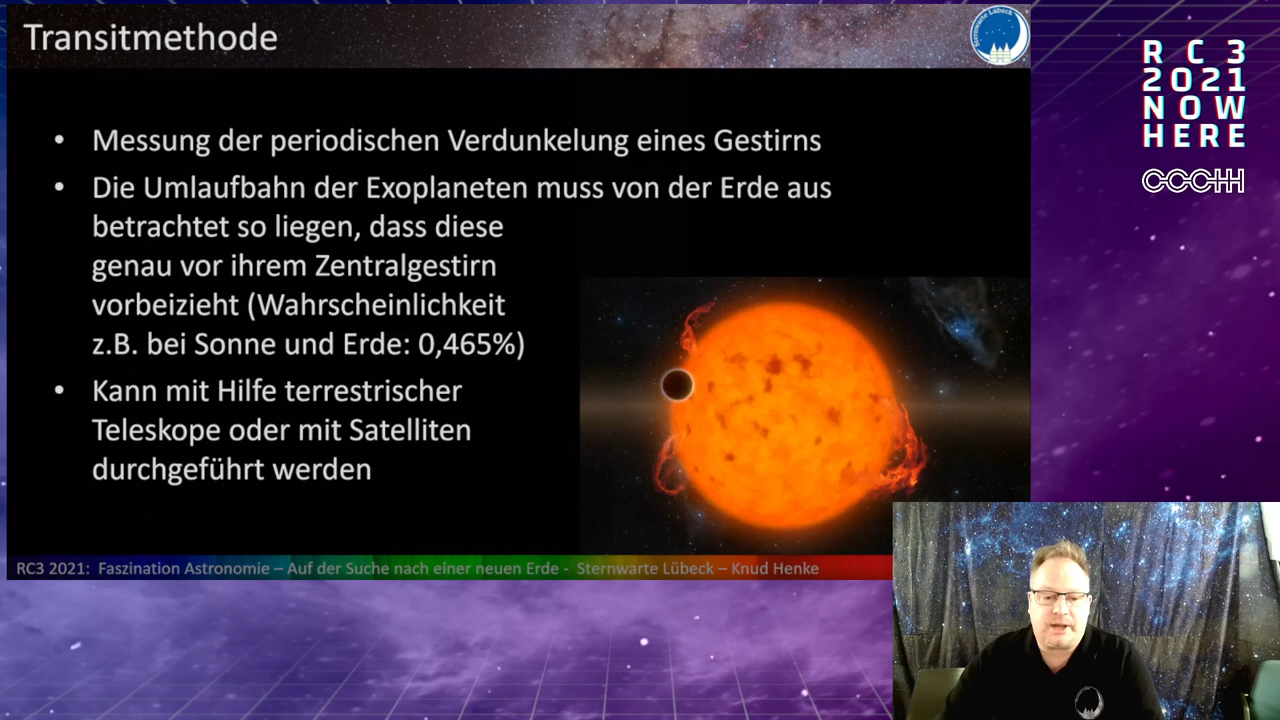 Transitmethode
Sternwarte Lübeck
• Messung der periodischen Verdunkelung eines Gestirns
• Die Umlaufbahn der Exoplaneten muss von der Erde aus
betrachtet so liegen, dass diese
genau vor ihrem Zentralgestirn
vorbeizieht (Wahrscheinlichkeit
z.B. bei Sonne und Erde: 0,465%)
• Kann mit Hilfe terrestrischer
Teleskope oder mit Satelliten
durchgeführt werden
RC3 2021: Faszination Astronomie – Auf der Suche nach einer neuen Erde - Sternwarte Lübeck – Knud Henke
RC3
2021
NOW
HERE
CCCHH